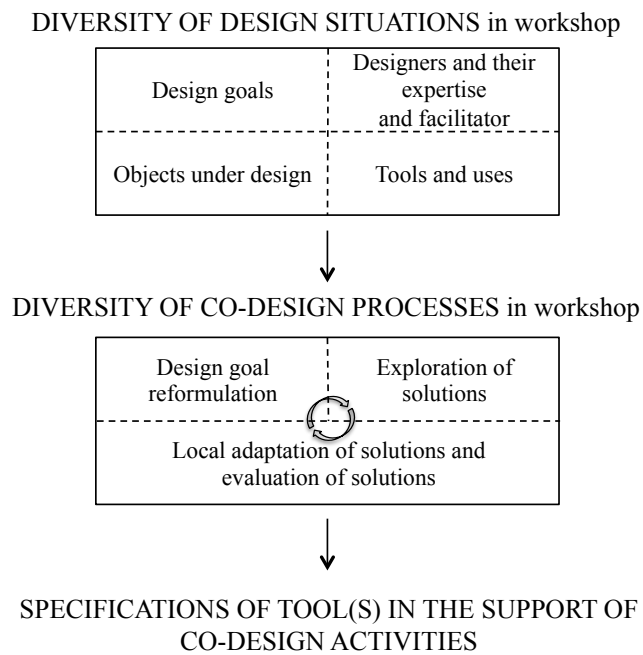 DIVERSITY OF DESIGN SITUATIONS in workshop
Design goals
Designers and their
expertise
and facilitator
Objects under design
Tools and uses
DIVERSITY OF CO-DESIGN PROCESSES in workshop
Design goal
reformulation
Exploration of
solutions
Local adaptation of solutions and
evaluation of solutions
SPECIFICATIONS OF TOOL(S) IN THE SUPPORT OF
CO-DESIGN ACTIVITIES